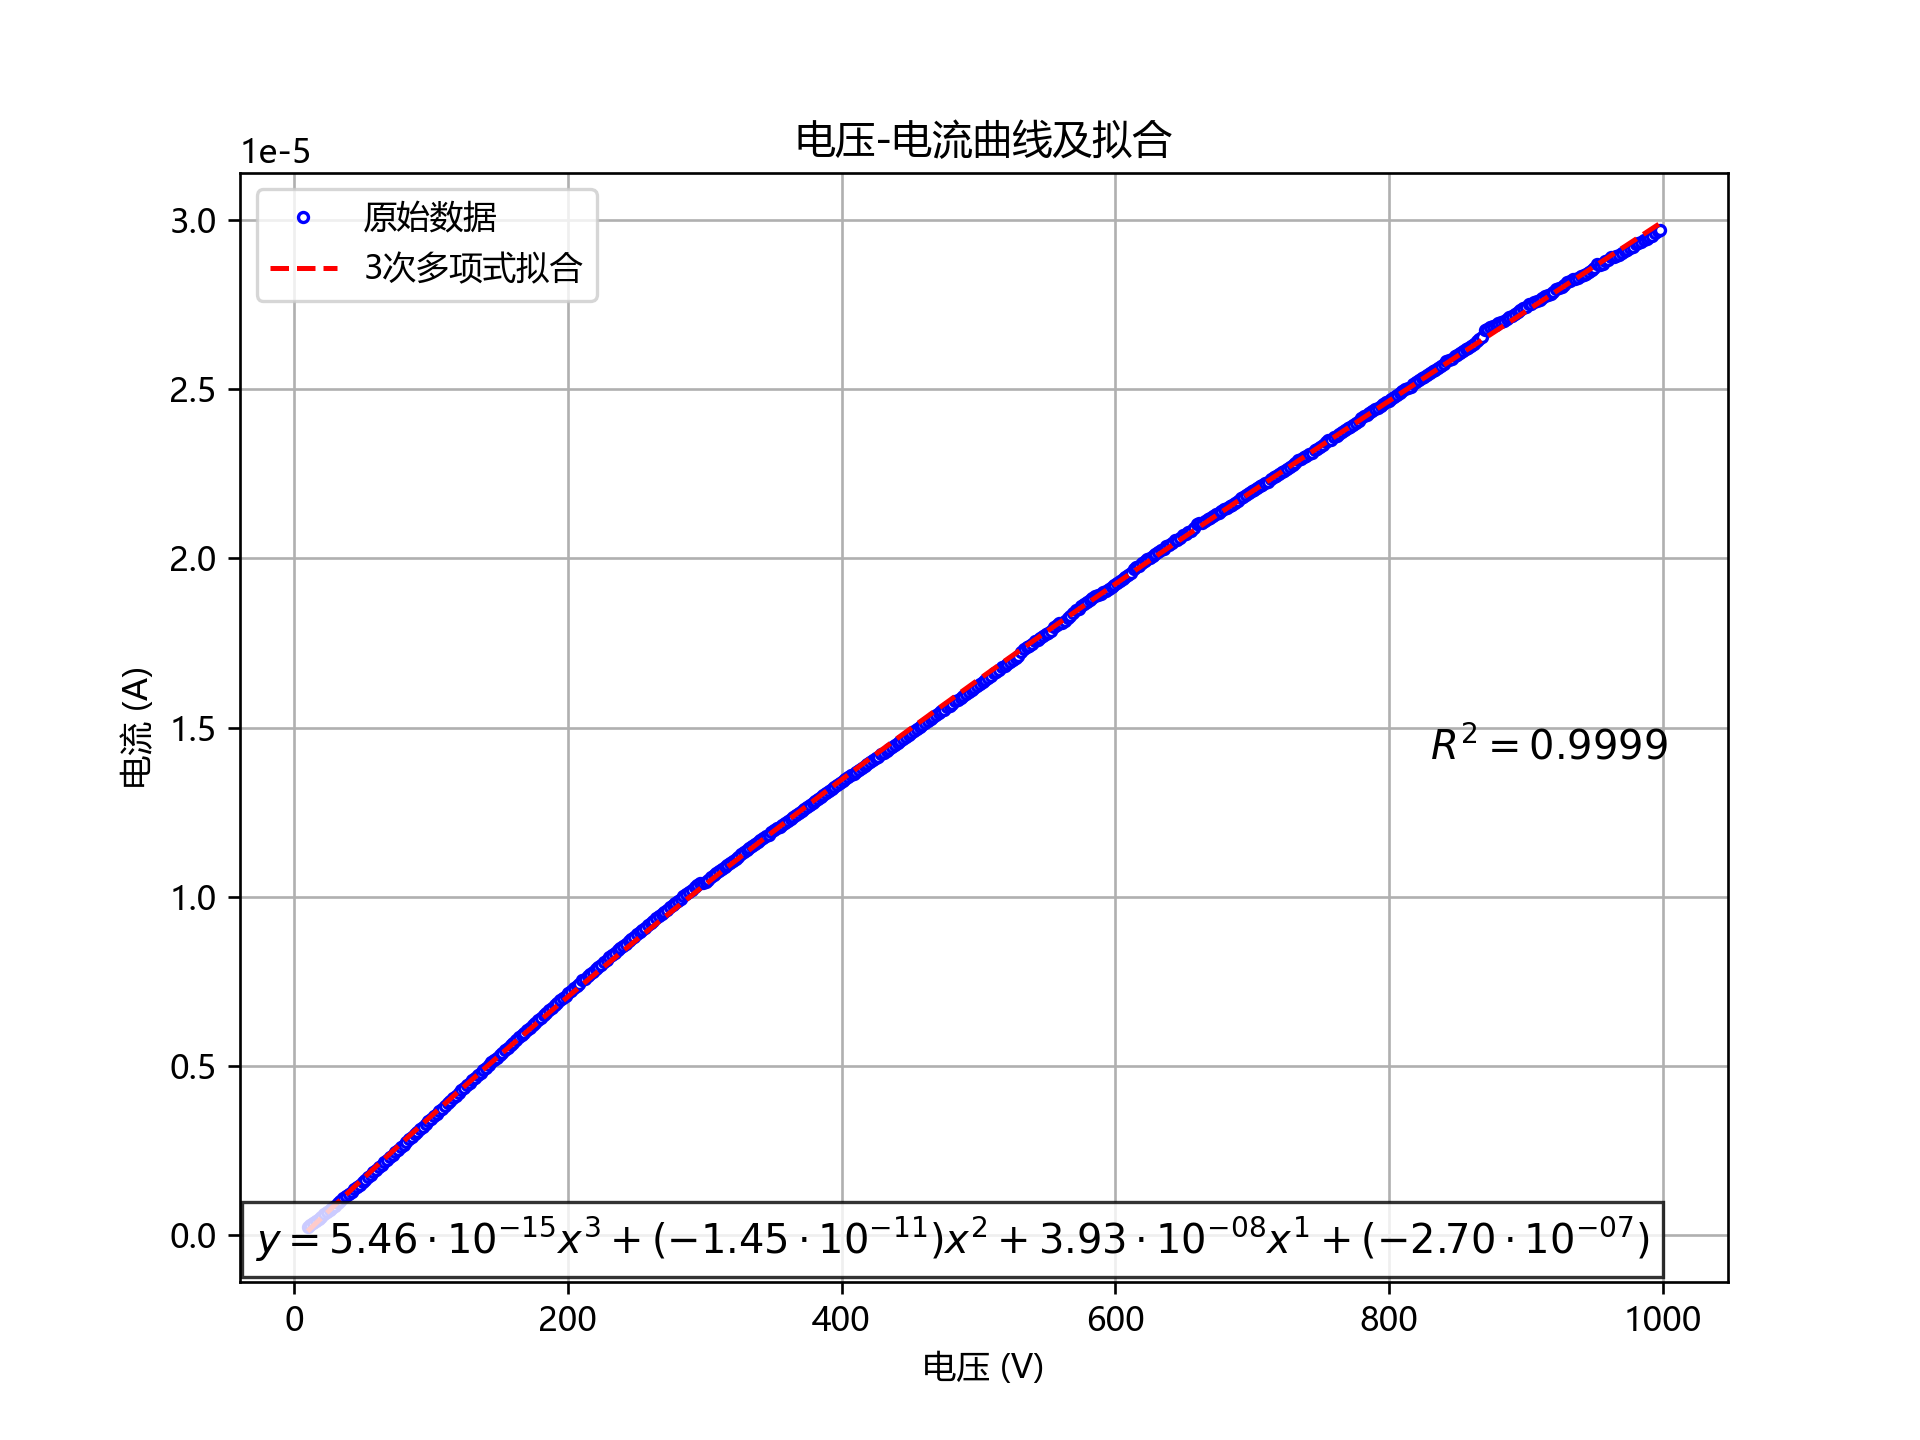 电压-电流曲线及拟合
1e-5
原始数据
3次多项式拟合
3.0
2.5
2.0
1.5
1.0
0.5
0.0
电流 (A)
R² = 0.9999
y = 5.46 · 10⁻¹⁵x³ + (−1.45 · 10⁻¹¹)x² + 3.93 · 10⁻⁰⁸x¹ + (−2.70 · 10⁻⁰⁷)
0 200 400 600 800 1000
电压 (V)